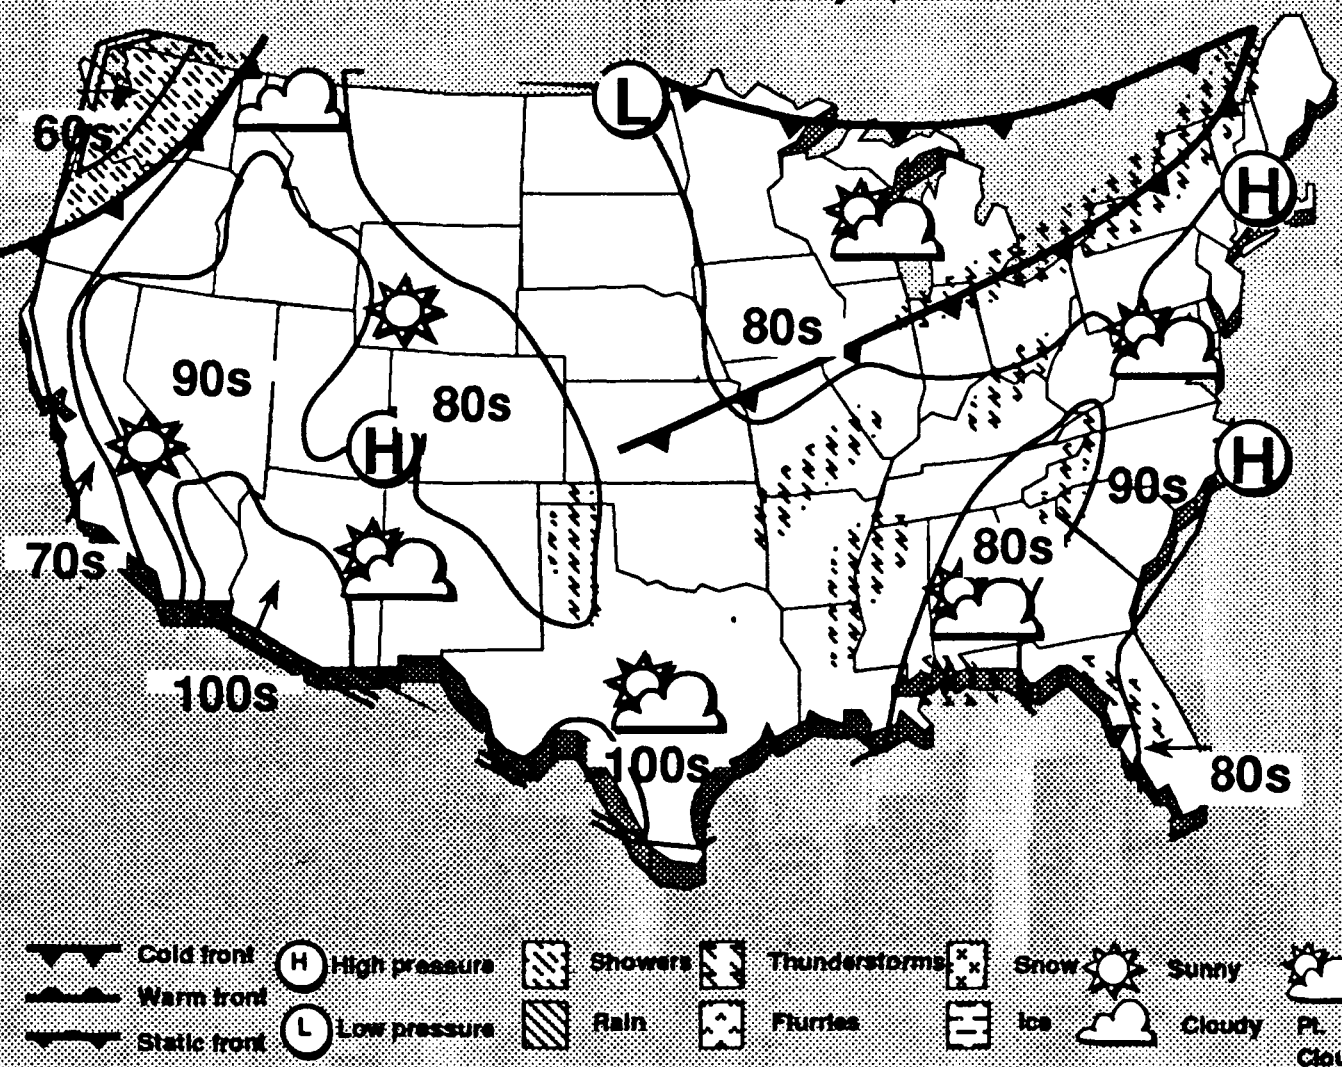 L
60s
H
80s
90s
80s
H
H
90s
80s
70s
100s
100s
80s
Cold front
H
High pressure
Showers
Thunderstorms
Snow
Sunny
Warm front
L
Low pressure
Rain
Flurries
Ice
Cloudy
Pt.
Static front